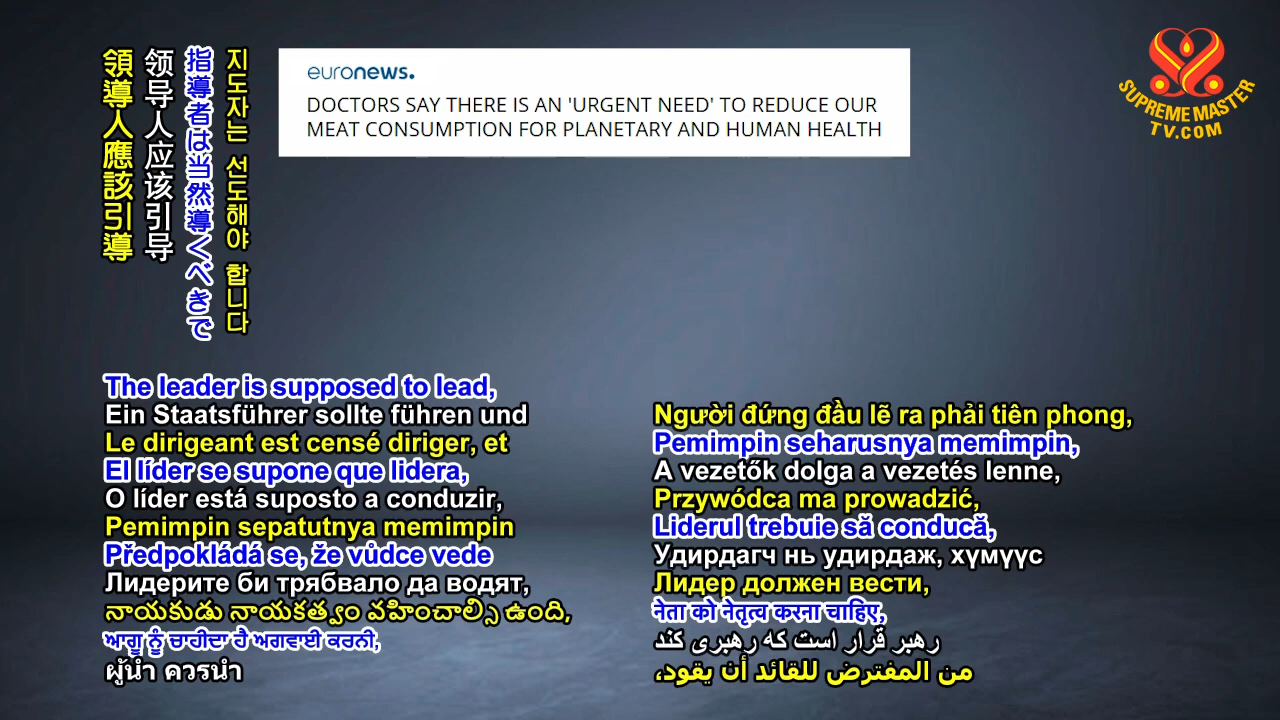 領導人應該引導
领导人应该引导
指導者は当然導くべきで
지도자는 선도해야 합니다
euronews.
DOCTORS SAY THERE IS AN 'URGENT NEED' TO REDUCE OUR
MEAT CONSUMPTION FOR PLANETARY AND HUMAN HEALTH
SUPREME MASTER
TV.COM
The leader is supposed to lead,
Ein Staatsführer sollte führen und
Le dirigeant est censé diriger, et
El líder se supone que lidera,
O líder está suposto a conduzir,
Pemimpin sepatutnya memimpin
Předpokládá se, že vůdce vede
Лидерите би трябвало да водят,
నాయకుడు నాయకత్వం వహించాల్సి ఉంది,
ਆਗੂ ਨੂੰ ਚਾਹੀਦਾ ਹੈ ਅਗਵਾਈ ਕਰਨੀ,
ผู้นำ ควรนำ
Người đứng đầu lẽ ra phải tiên phong,
Pemimpin seharusnya memimpin,
A vezetők dolga a vezetés lenne,
Przywódca ma prowadzić,
Liderul trebuie să conducă,
Удирдагч нь удирдаж, хүмүүс
Лидер должен вести,
नेता को नेतृत्व करना चाहिए,
رهبر قرار است که رهبری کند
من المفترض للقائد أن يقود،